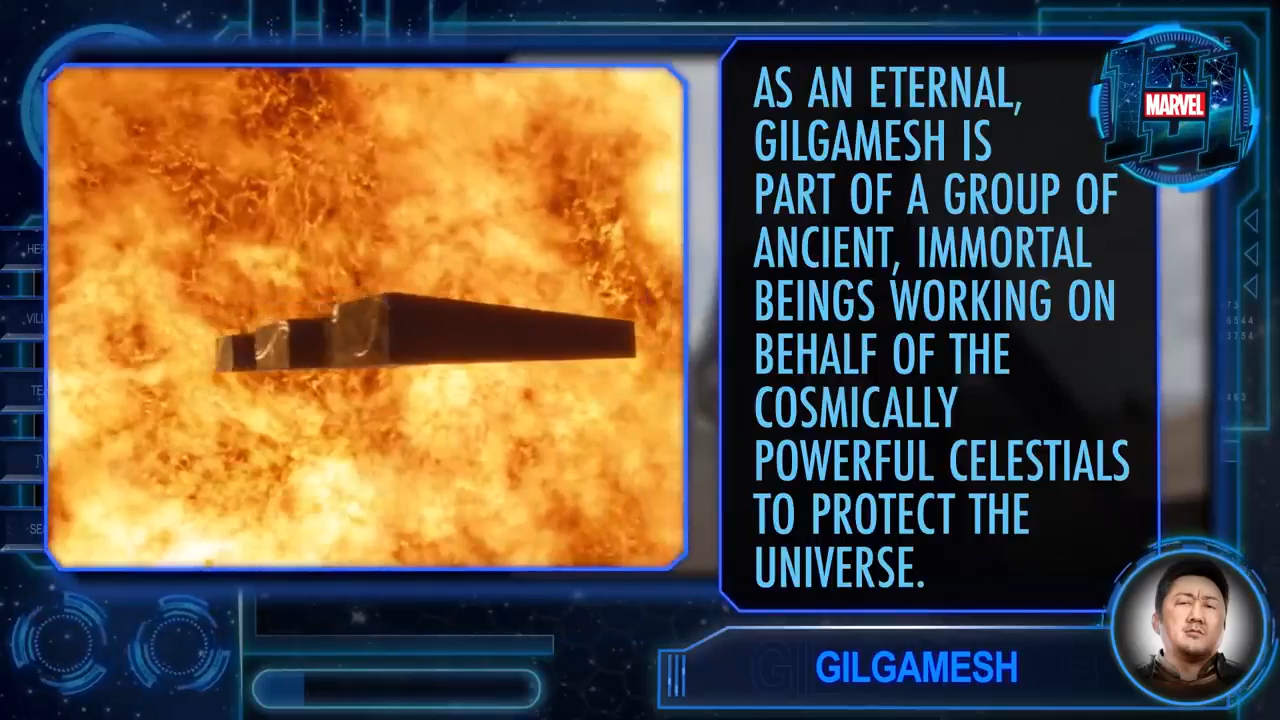 AS AN ETERNAL,
GILGAMESH IS
PART OF A GROUP OF
ANCIENT, IMMORTAL
BEINGS WORKING ON
BEHALF OF THE
COSMICALLY
POWERFUL CELESTIALS
TO PROTECT THE
UNIVERSE.
MARVEL
GILGAMESH